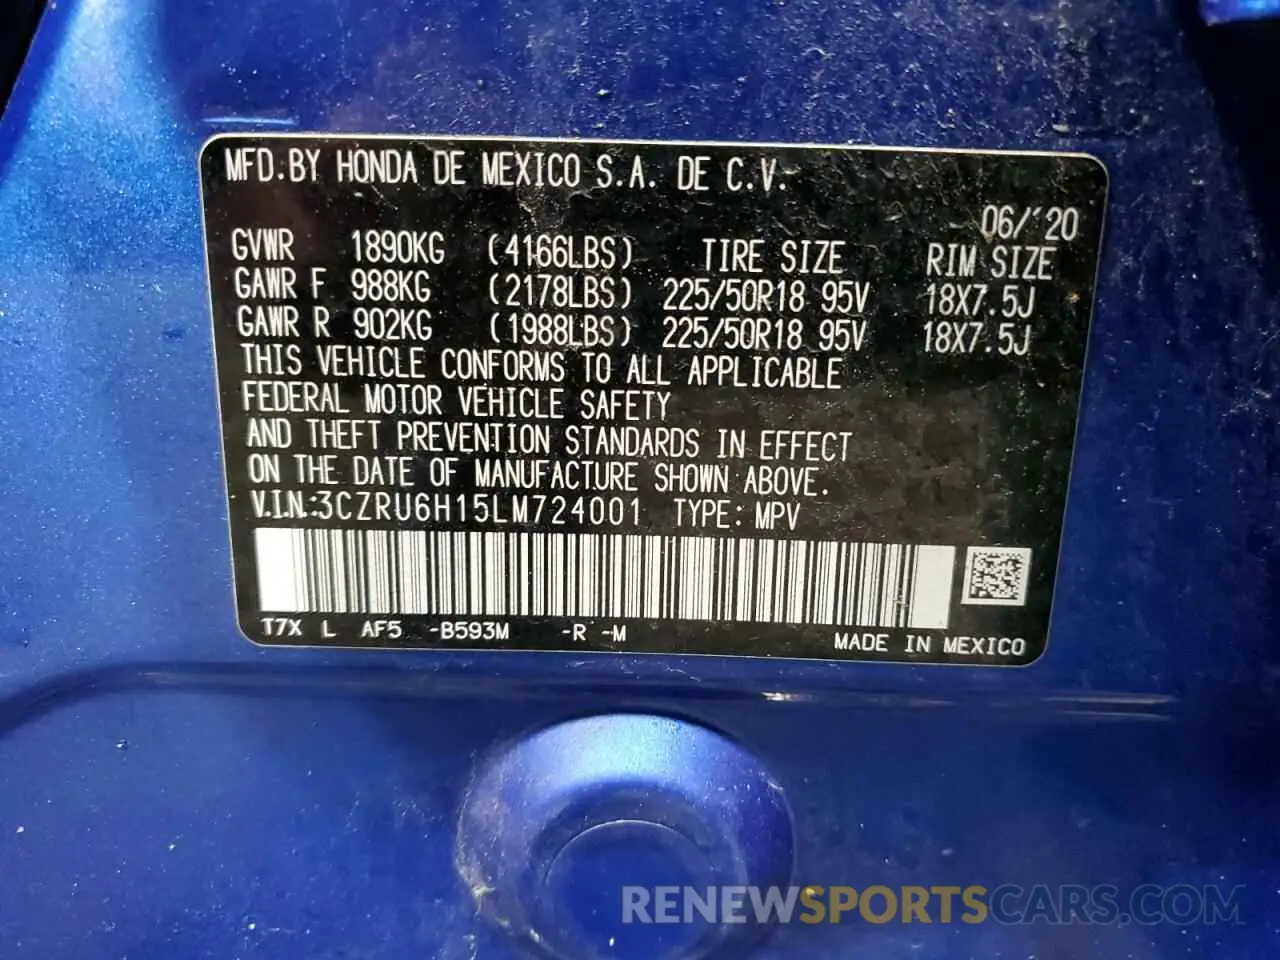 MFD.BY HONDA DE MEXICO S.A. DE C.V.
06/'20
GVWR 1890KG (4166LBS) TIRE SIZE RIM SIZE
GAWR F 988KG (2178LBS) 225/50R18 95V 18X7.5J
GAWR R 902KG (1988LBS) 225/50R18 95V 18X7.5J
THIS VEHICLE CONFORMS TO ALL APPLICABLE
FEDERAL MOTOR VEHICLE SAFETY
AND THEFT PREVENTION STANDARDS IN EFFECT
ON THE DATE OF MANUFACTURE SHOWN ABOVE.
V.I.N.:3CZRU6H15LM724001 TYPE: MPV
T7X L AF5 -B593M -R -M MADE IN MEXICO
RENEWSPORTSCARS.COM